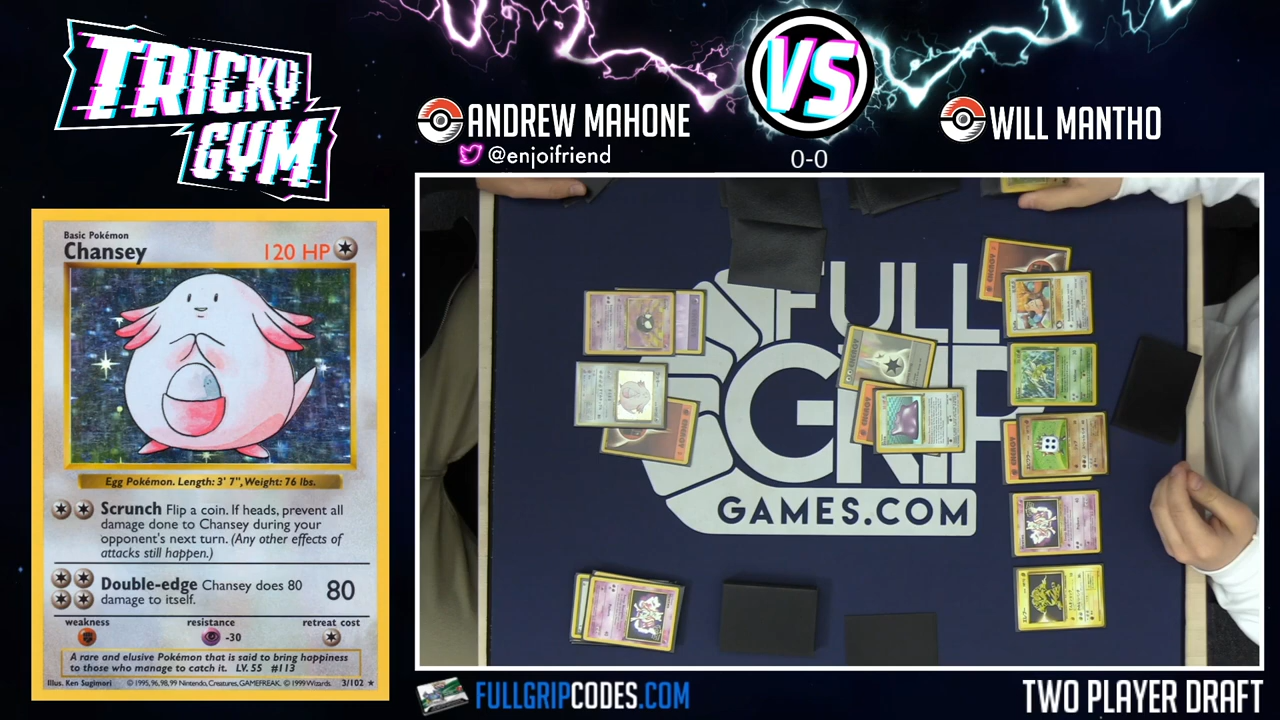 TRICKY
GYM
ANDREW MAHONE
@enjoifriend
VS
0-0
WILL MANTHO
Basic Pokémon
Chansey
120 HP
Egg Pokémon. Length: 3' 7", Weight: 76 lbs.
Scrunch Flip a coin. If heads, prevent all
damage done to Chansey during your
opponent's next turn. (Any other effects of
attacks still happen.)
Double-edge Chansey does 80
damage to itself.
80
weakness
resistance
retreat cost
-30
A rare and elusive Pokémon that is said to bring happiness
to those who manage to catch it. LV. 55 #113
Illus. Ken Sugimori
© 1995, 96, 98, 99 Nintendo, Creatures, GAMEFREAK. © 1999 Wizards.
3/102 ★
FULL
GRIP
GAMES.COM
ENERGY
ENERGY
ENERGY
ENERGY
ENERGY
FULLGRIPCODES.COM
TWO PLAYER DRAFT